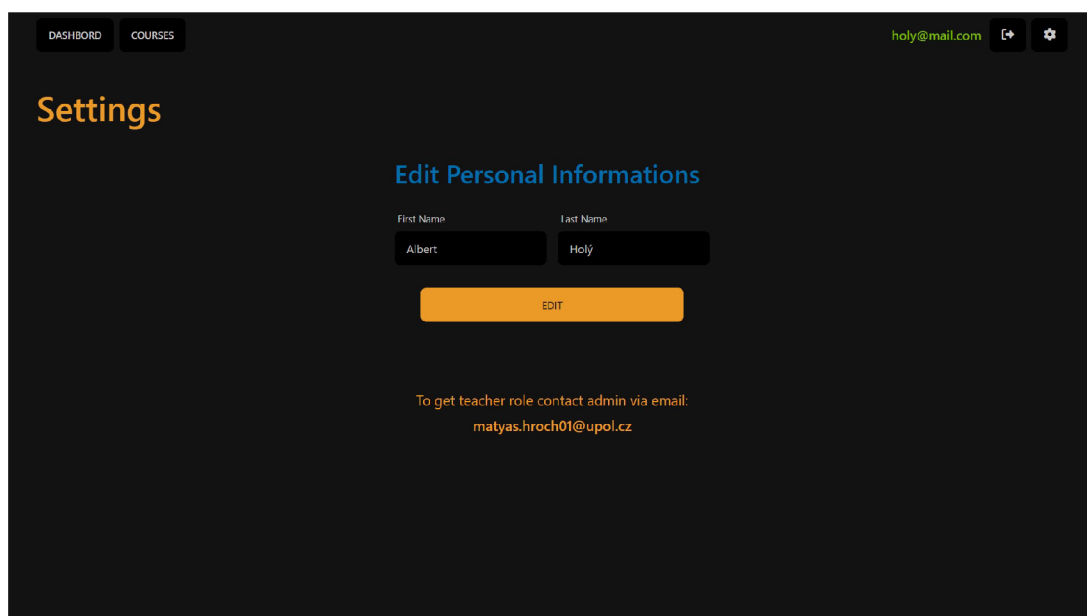 DASHBORD COURSES holy@mail.com
Settings
Edit Personal Informations
First Name Last Name
Albert Holý
EDIT
To get teacher role contact admin via email:
matyas.hroch01@upol.cz